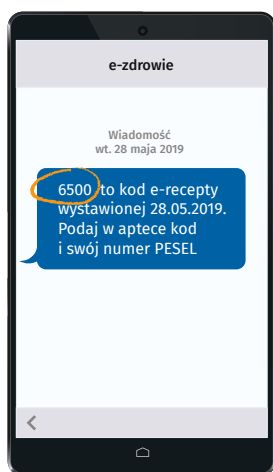 e-zdrowie
Wiadomość
wt. 28 maja 2019
6500 to kod e-recepty
wystawionej 28.05.2019.
Podaj w aptece kod
i swój numer PESEL